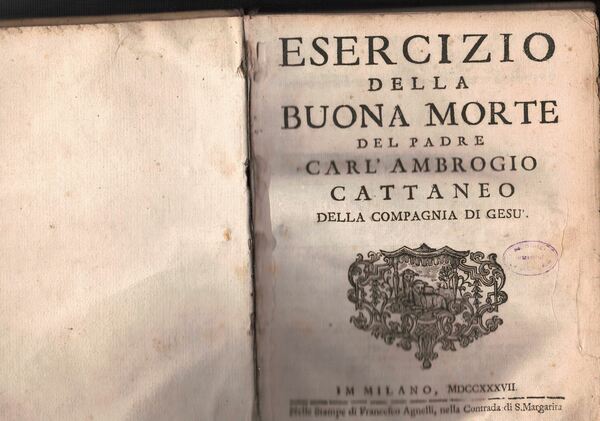 ESERCIZIO
DELLA
BUONA MORTE
DEL PADRE
CARL' AMBROGIO
CATTANEO
DELLA COMPAGNIA DI GESU'.
IM MILANO, MDCCXXXVII.
Nelle Stampe di Francesco Agnelli, nella Contrada di S. Margarita